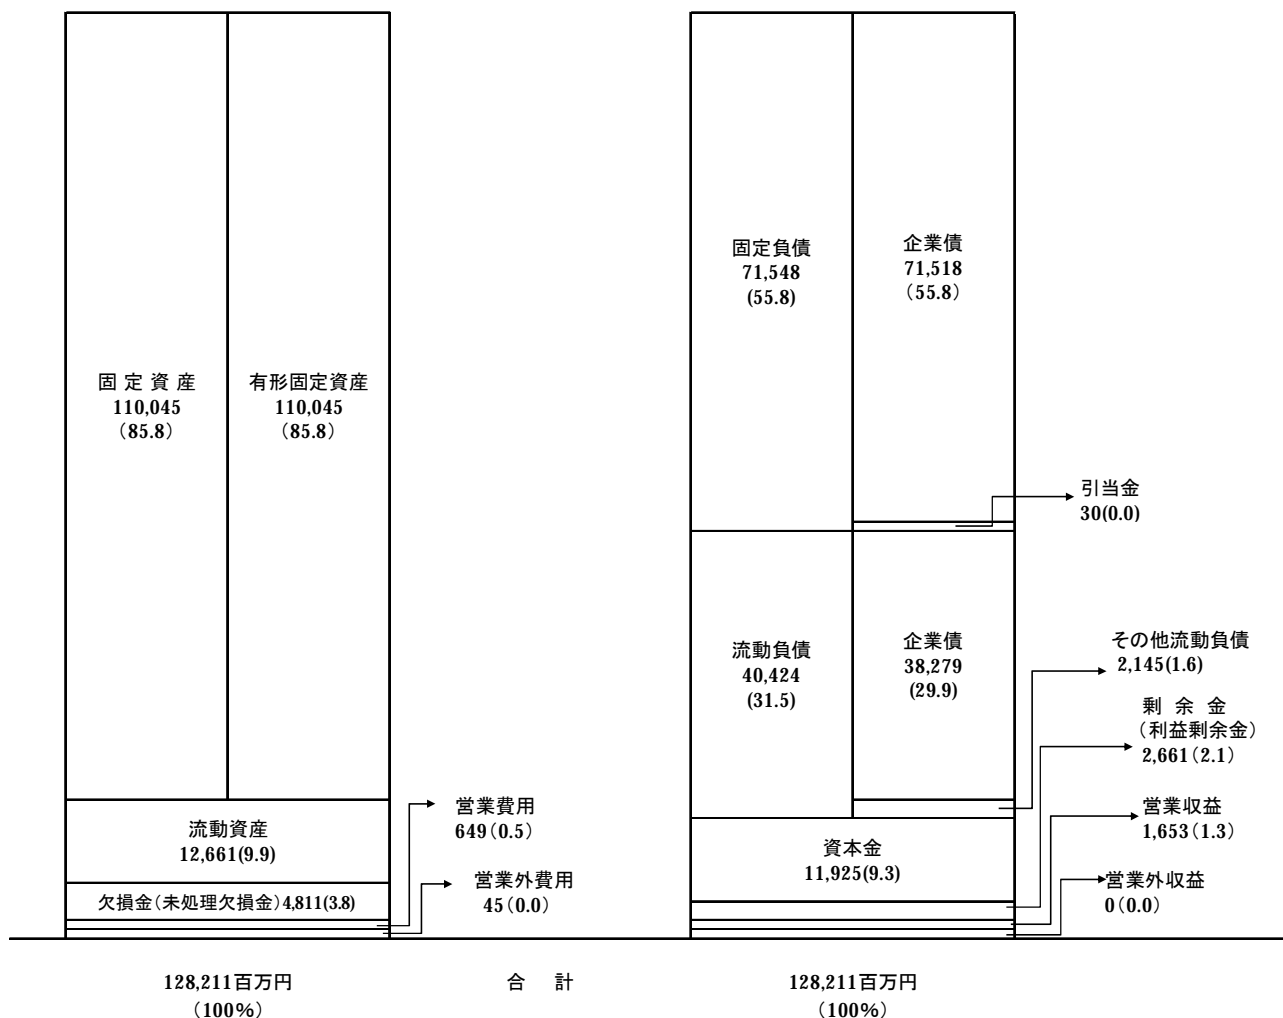 固 定 資 産
110,045
（85.8）
有形固定資産
110,045
（85.8）
流動資産
12,661(9.9)
欠損金（未処理欠損金）4,811(3.8)
営業費用
649（0.5）
営業外費用
45（0.0）
固定負債
71,548
(55.8)
企業債
71,518
（55.8）
引当金
30(0.0)
流動負債
40,424
(31.5)
企業債
38,279
(29.9)
その他流動負債
2,145(1.6)
剰 余 金
（利益剰余金）
2,661（2.1）
資本金
11,925(9.3)
営業収益
1,653（1.3）
営業外収益
0（0.0）
128,211百万円
（100%）
合 計
128,211百万円
（100%）